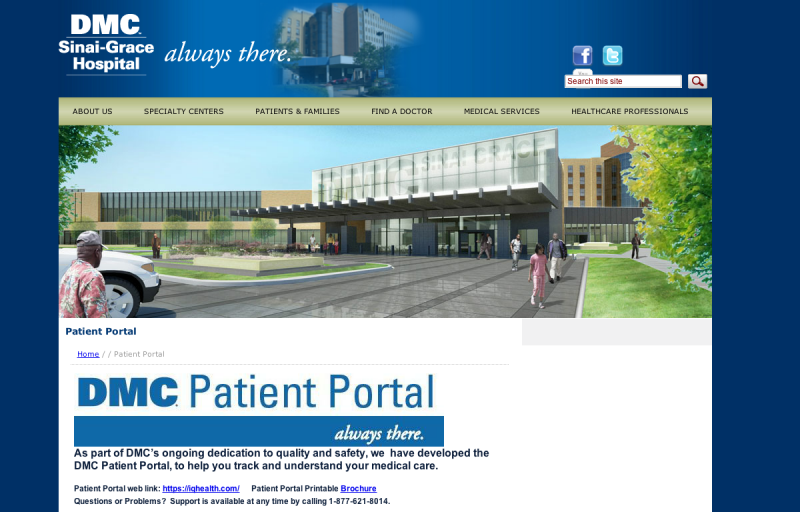 DMC
Sinai-Grace
Hospital
always there.
Search this site
ABOUT US
SPECIALTY CENTERS
PATIENTS & FAMILIES
FIND A DOCTOR
MEDICAL SERVICES
HEALTHCARE PROFESSIONALS
Patient Portal
Home / / Patient Portal
DMC Patient Portal
always there.
As part of DMC's ongoing dedication to quality and safety, we have developed the
DMC Patient Portal, to help you track and understand your medical care.
Patient Portal web link: https://iqhealth.com/ Patient Portal Printable Brochure
Questions or Problems? Support is available at any time by calling 1-877-621-8014.